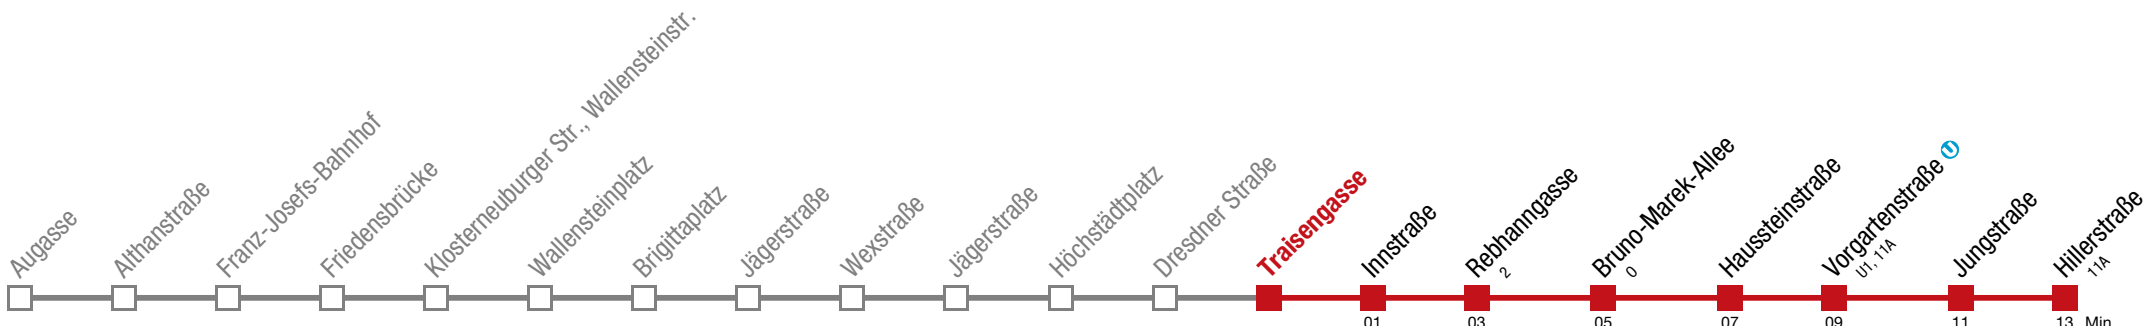 Augasse
Althanstraße
Franz-Josefs-Bahnhof
Friedensbrücke
Klosterneuburger Str., Wallensteinstr.
Wallensteinplatz
Brigittaplatz
Jägerstraße
Wexstraße
Jägerstraße
Höchstädtplatz
Dresdner Straße
Traisengasse
Innstraße
Rebhanngasse
2
Bruno-Marek-Allee
0
Haussteinstraße
Vorgartenstraße U
U1, 11A
Jungstraße
Hillerstraße
11A
01 03 05 07 09 11 13 Min